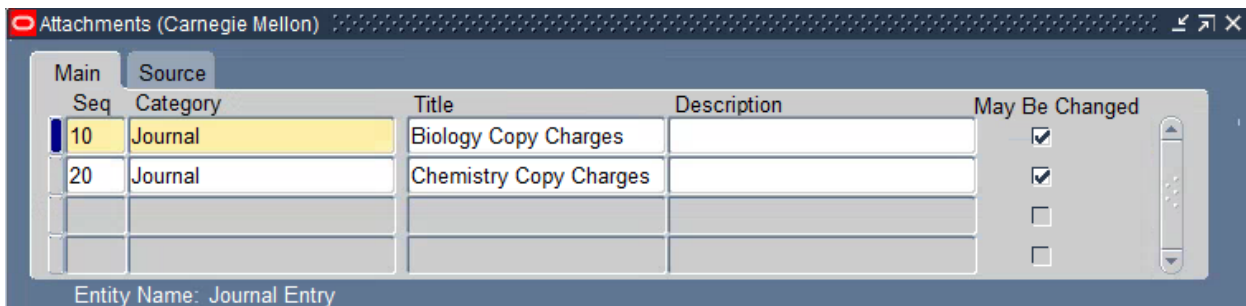 Attachments (Carnegie Mellon)
Main Source
Seq Category Title Description May Be Changed
10 Journal Biology Copy Charges
20 Journal Chemistry Copy Charges
Entity Name: Journal Entry